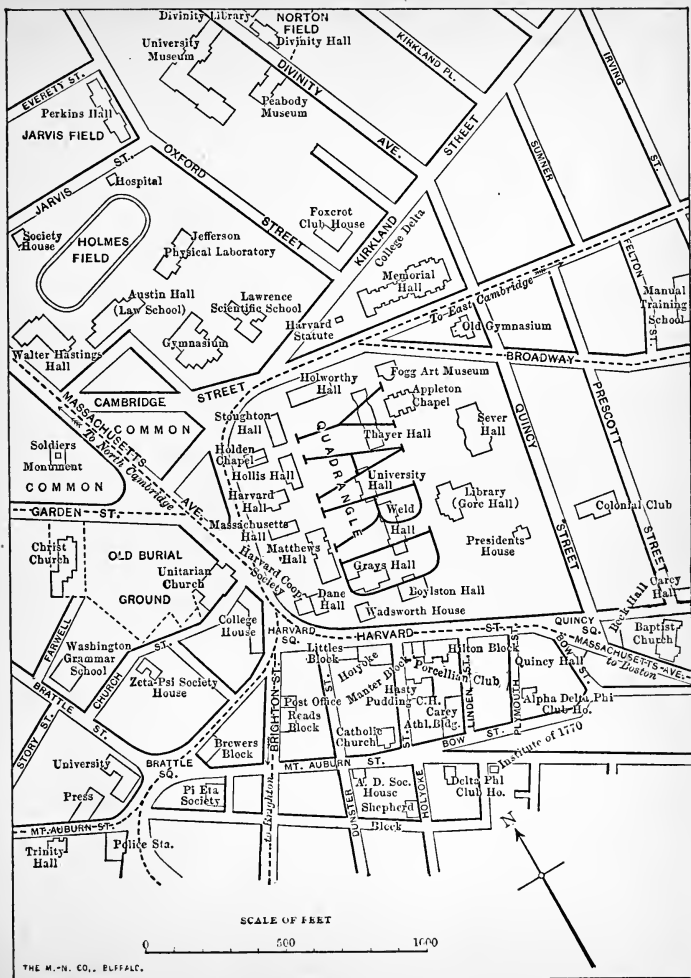 Divinity Library
NORTON
FIELD
Divinity Hall
University
Museum
DIVINITY
AVE.
Peabody
Museum
KIRKLAND PL.
IRVING
ST.
EVERETT ST.
Perkins Hall
JARVIS FIELD
JARVIS
ST.
OXFORD
STREET
KIRKLAND
STREET
SUMNER
Hospital
Society
House
HOLMES
FIELD
Jefferson
Physical Laboratory
Foxcrot
Club House
College Delta
Memorial
Hall
FELTON
ST.
Manual
Training
School
Austin Hall
(Law School)
Lawrence
Scientific School
Gymnasium
Harvard
Statute
To East Cambridge
Old Gymnasium
BROADWAY
Walter Hastings
Hall
CAMBRIDGE
STREET
COMMON
MASSACHUSETTS
AVE.
To North Cambridge
Soldiers
Monument
COMMON
Holworthy
Hall
Fogg Art Museum
Appleton
Chapel
Stoughton
Hall
Thayer Hall
Sever
Hall
QUADRANGLE
Holden
Chapel
Hollis Hall
University
Hall
QUINCY
STREET
PRESCOTT
STREET
Harvard
Hall
Library
(Gore Hall)
Colonial Club
GARDEN ST.
Massachusetts
Hall
Weld
Hall
Presidents
House
Christ
Church
OLD BURIAL
GROUND
Unitarian
Church
Matthews
Hall
Harvard Coop.
Society
Grays Hall
Boylston Hall
Dane
Hall
Wadsworth House
Beck Hall
Carey
Hall
College
House
FARWELL
Washington
Grammar
School
CHURCH
ST.
HARVARD
SQ.
HARVARD
ST.
QUINCY
SQ.
Baptist
Church
MASSACHUSETTS-AVE.
to Boston
Littles
Block
Holyoke
Manter Block
Hilton Block
Porcellian Club
Quincy Hall
BOW
ST.
Zeta-Psi Society
House
BRATTLE
ST.
BRIGHTON ST.
ST.
Hasty
Pudding C.H.
LINDEN
ST.
PLYMOUTH
ST.
Post Office
Reads
Block
Carey
Athl. Bldg.
Alpha Delta Phi
Club Ho.
STORY ST.
Catholic
Church
ST.
BOW ST.
Brewers
Block
BRATTLE
SQ.
MT. AUBURN
ST.
Institute of 1770
University
Press
Pi Eta
Society
to Brighton
DUNSTER
A. D. Soc.
House
HOLYOKE
Delta Phi
Club Ho.
Shepherd
Block
MT. AUBURN-ST.
Trinity
Hall
Police Sta.
N
SCALE OF FEET
0
500
1000
THE M.-N. CO., BUFFALO.